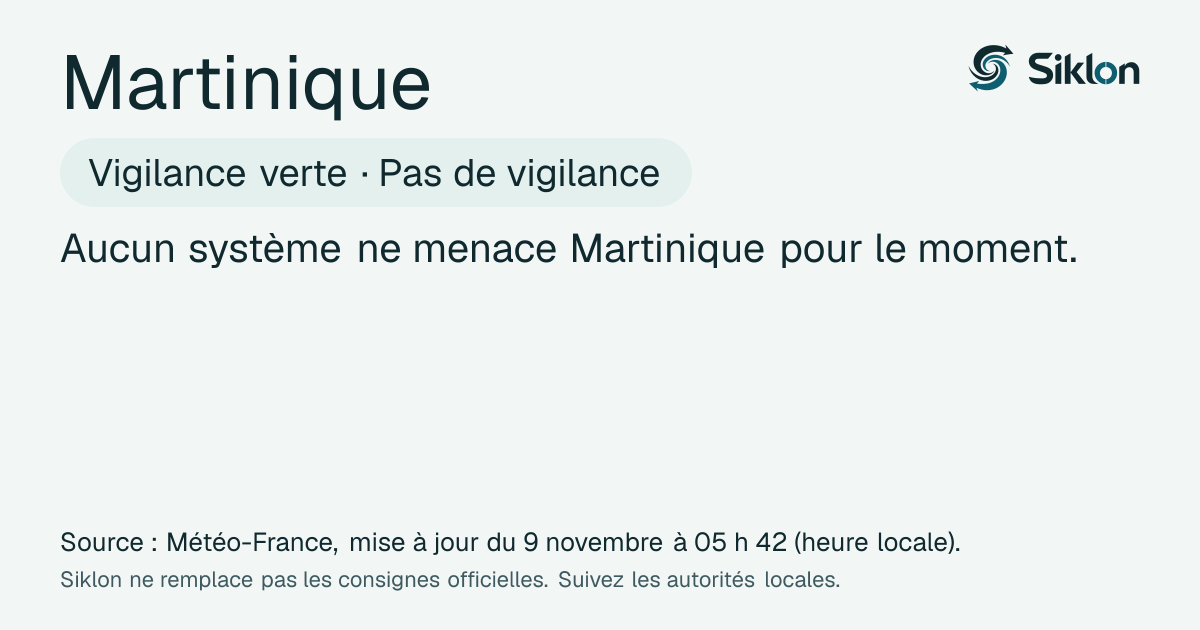 Martinique
Siklon
Vigilance verte · Pas de vigilance
Aucun système ne menace Martinique pour le moment.
Source : Météo-France, mise à jour du 9 novembre à 05 h 42 (heure locale).
Siklon ne remplace pas les consignes officielles. Suivez les autorités locales.